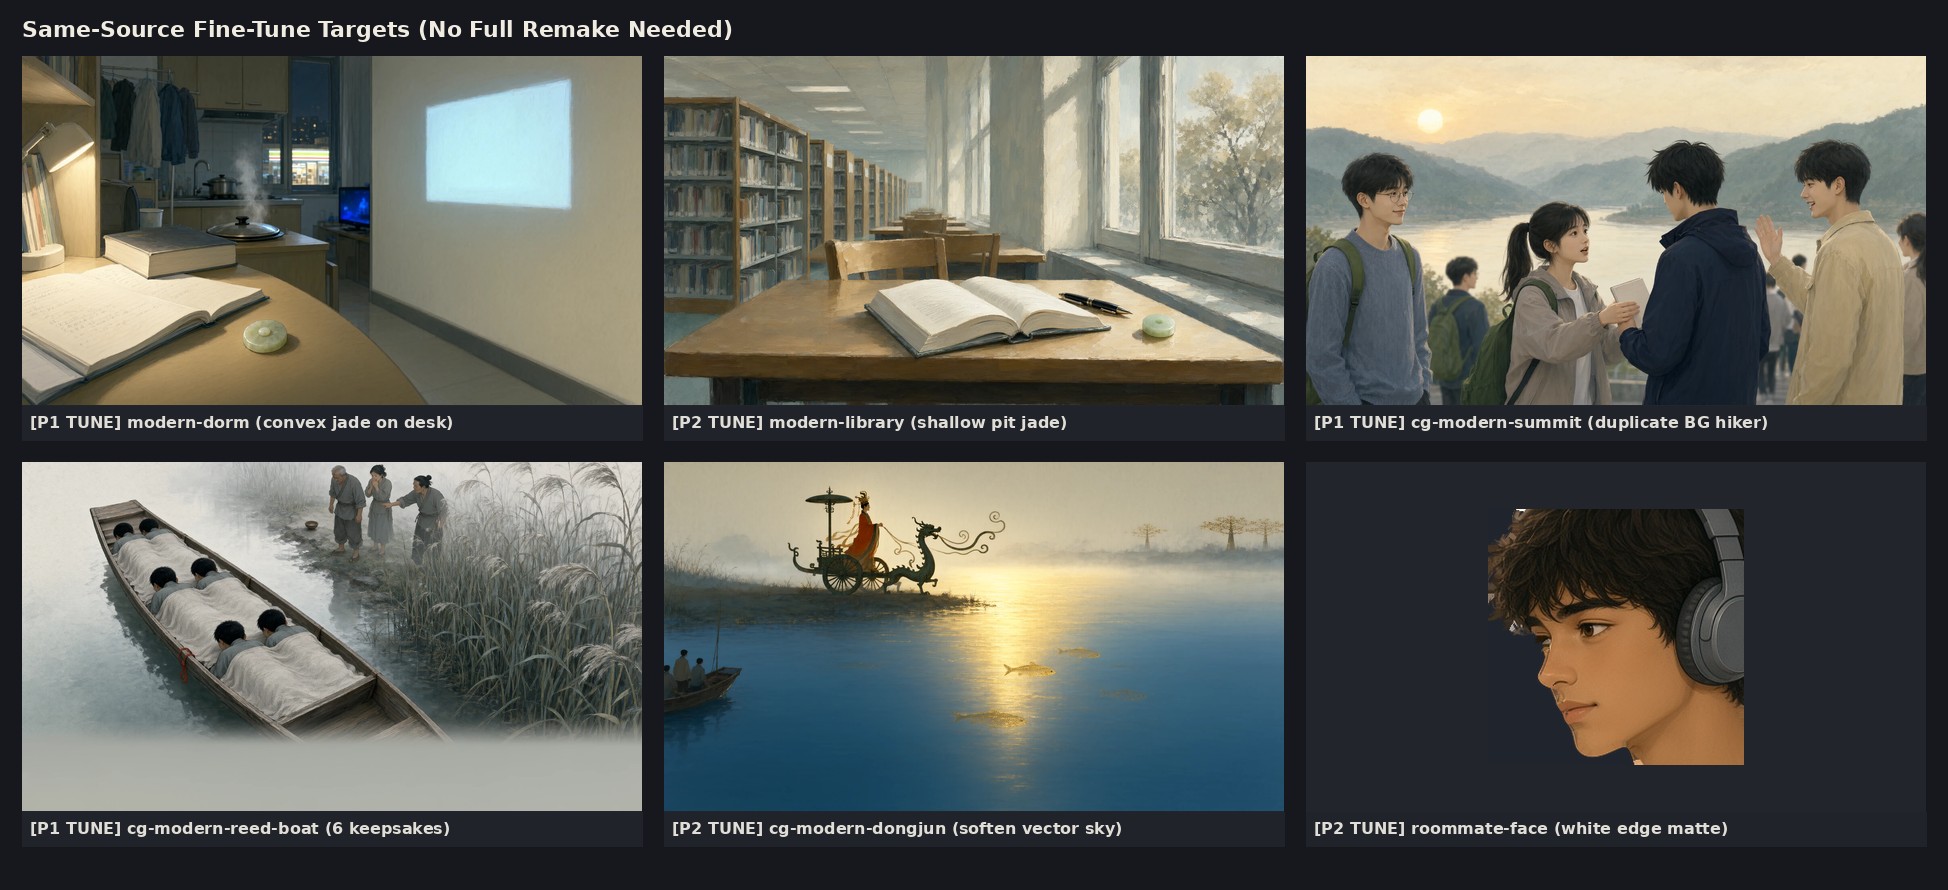 Same-Source Fine-Tune Targets (No Full Remake Needed)
[P1 TUNE] modern-dorm (convex jade on desk)
[P2 TUNE] modern-library (shallow pit jade)
[P1 TUNE] cg-modern-summit (duplicate BG hiker)
[P1 TUNE] cg-modern-reed-boat (6 keepsakes)
[P2 TUNE] cg-modern-dongjun (soften vector sky)
[P2 TUNE] roommate-face (white edge matte)